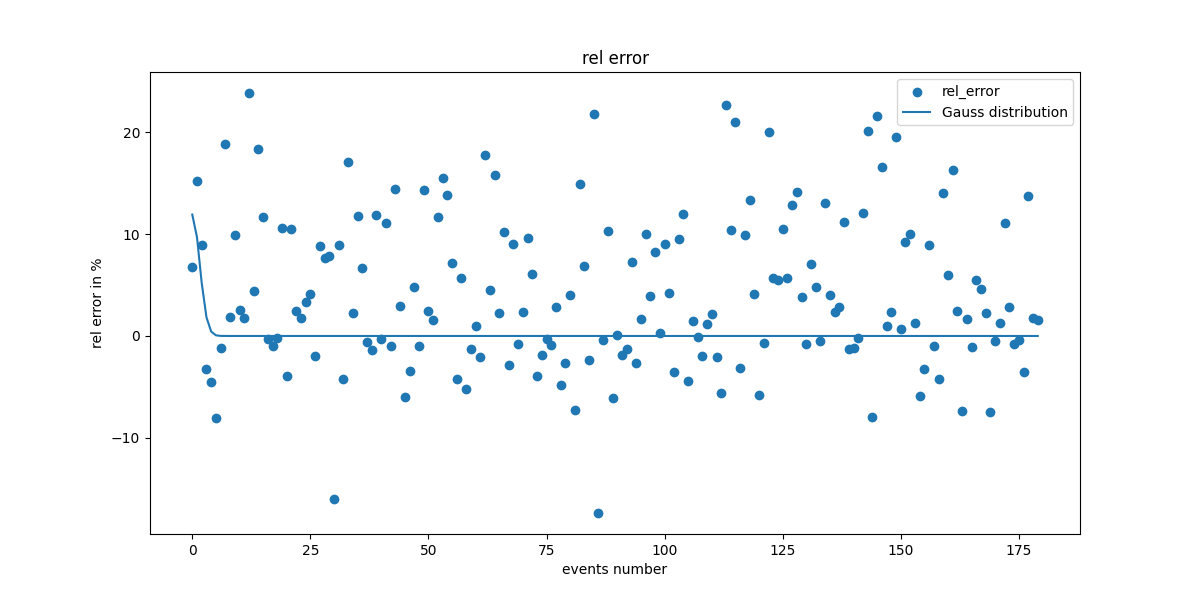 rel error
rel_error
Gauss distribution
rel error in %
20
10
0
−10
0
25
50
75
100
125
150
175
events number